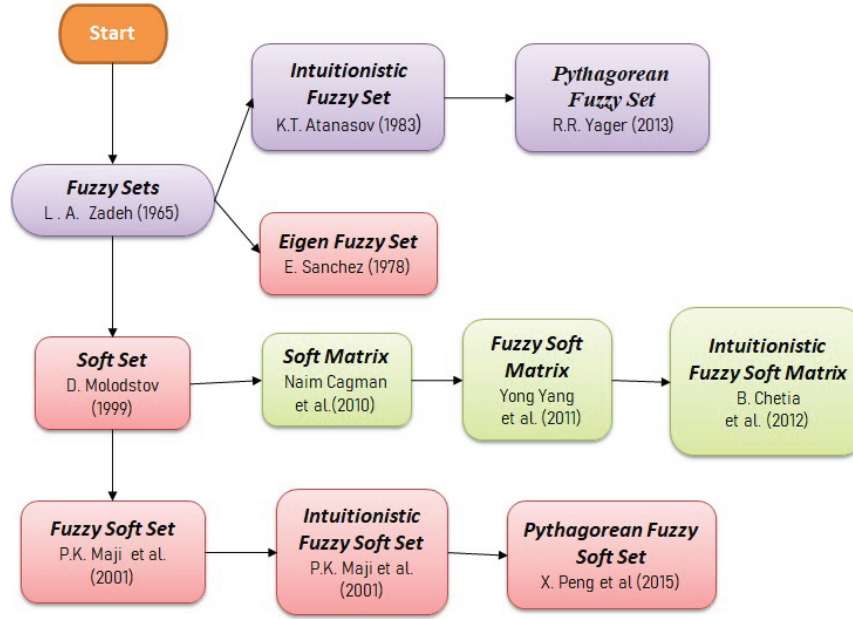 Start
Intuitionistic
Fuzzy Set
K.T. Atanasov (1983)
Pythagorean
Fuzzy Set
R.R. Yager (2013)
Fuzzy Sets
L . A. Zadeh (1965)
Eigen Fuzzy Set
E. Sanchez (1978)
Soft Set
D. Molodstov
(1999)
Soft Matrix
Naim Cagman
et al.(2010)
Fuzzy Soft
Matrix
Yong Yang
et al. (2011)
Intuitionistic
Fuzzy Soft Matrix
B. Chetia
et al. (2012)
Fuzzy Soft Set
P.K. Maji et al.
(2001)
Intuitionistic
Fuzzy Soft Set
P.K. Maji et al.
(2001)
Pythagorean Fuzzy
Soft Set
X. Peng et al (2015)